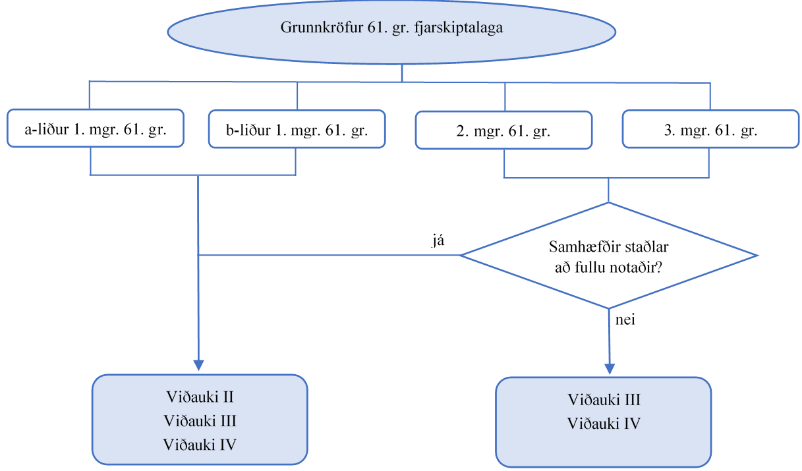 Grunnkröfur 61. gr. fjarskiptalaga
a-liður 1. mgr. 61. gr.
b-liður 1. mgr. 61. gr.
2. mgr. 61. gr.
3. mgr. 61. gr.
já
Samhæfðir staðlar
að fullu notaðir?
nei
Viðauki II
Viðauki III
Viðauki IV
Viðauki III
Viðauki IV